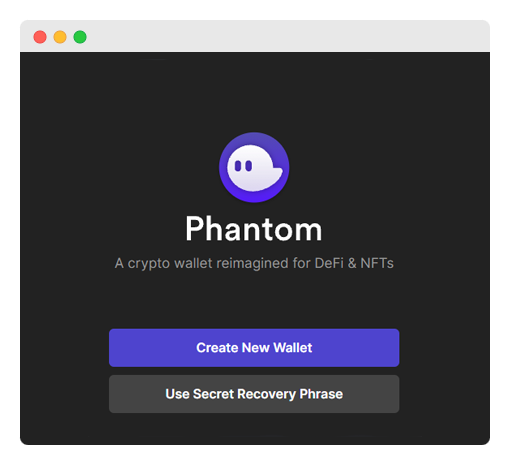 Phantom
A crypto wallet reimagined for DeFi & NFTs
Create New Wallet
Use Secret Recovery Phrase